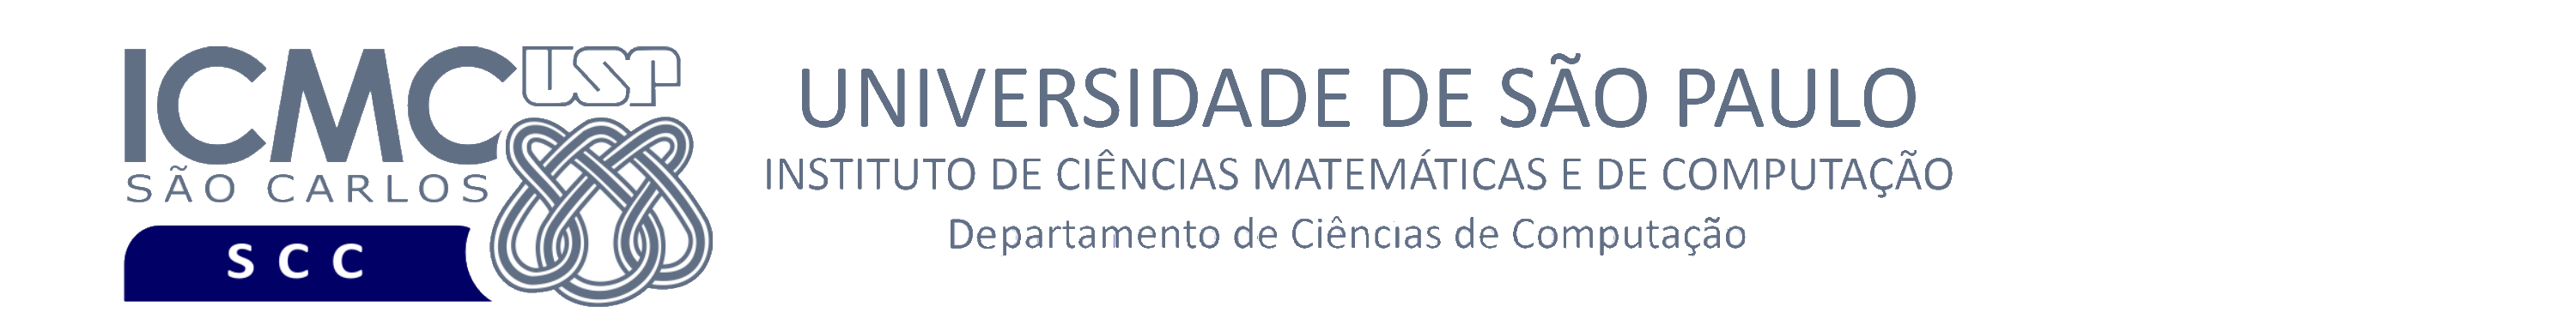 ICMC USP
SÃO CARLOS
SCC
UNIVERSIDADE DE SÃO PAULO
INSTITUTO DE CIÊNCIAS MATEMÁTICAS E DE COMPUTAÇÃO
Departamento de Ciências de Computação